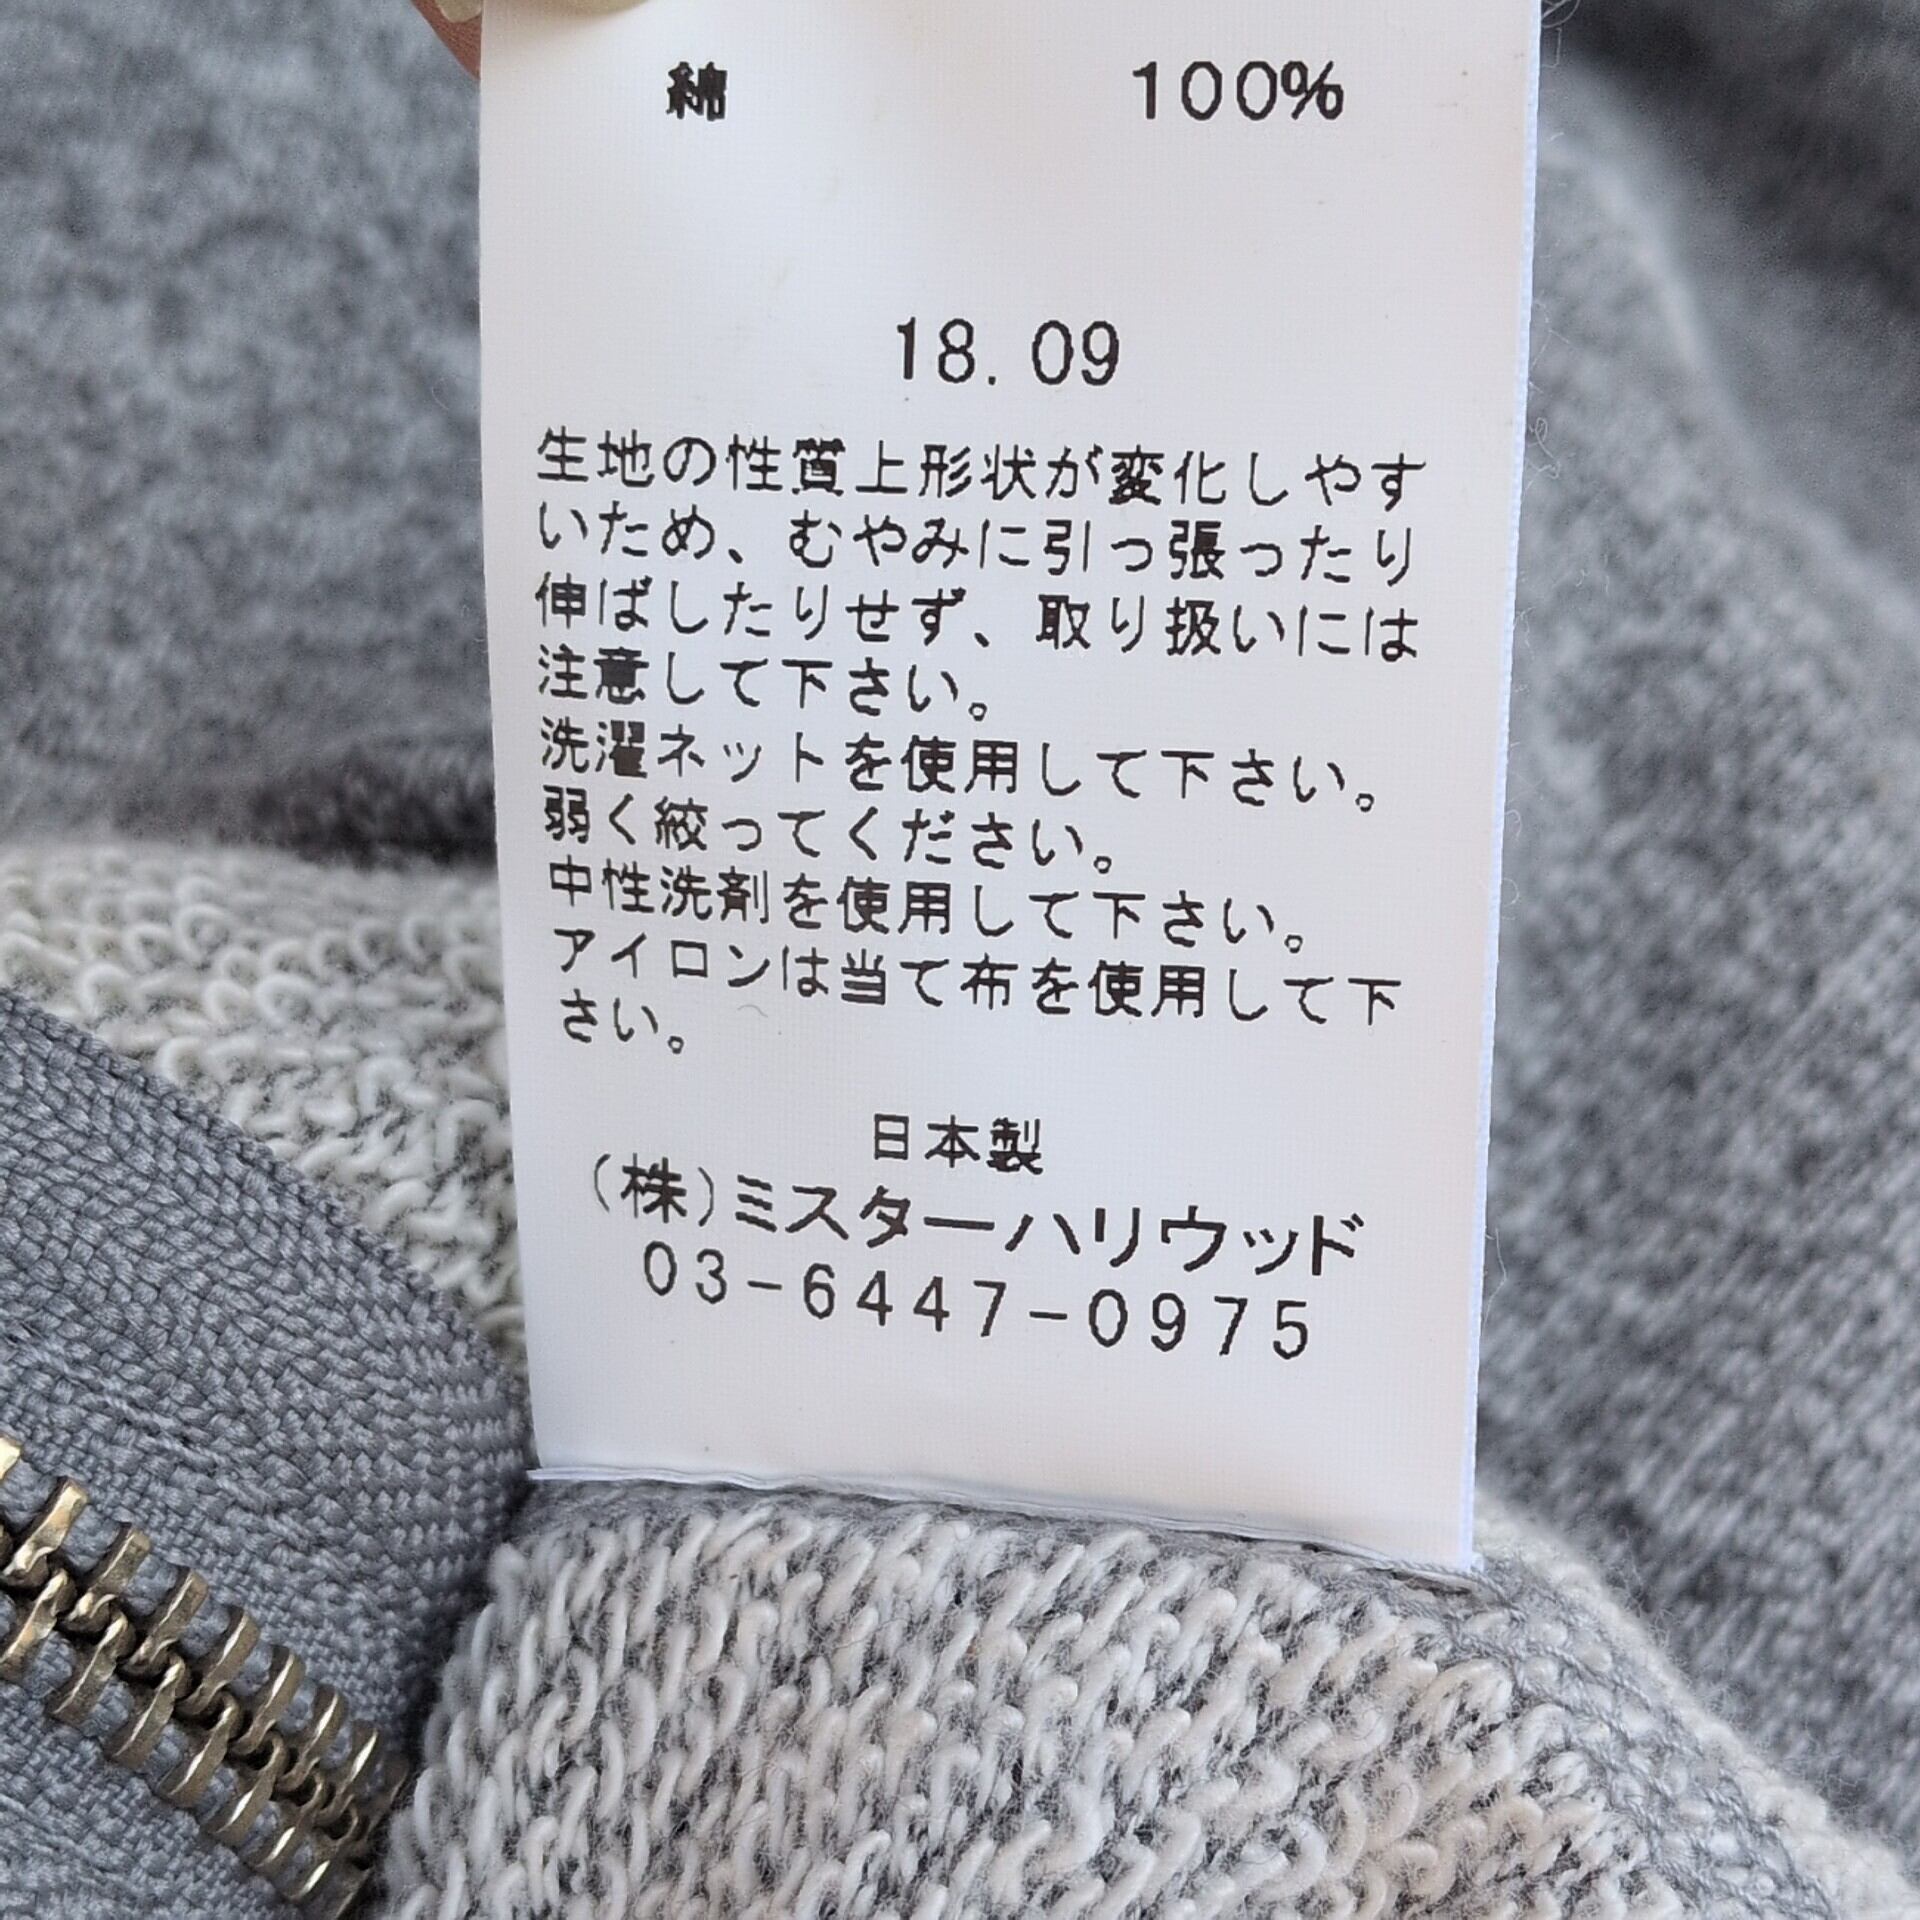 綿 100%
18.09
生地の性質上形状が変化しやす
いため、むやみに引っ張ったり
伸ばしたりせず、取り扱いには
注意して下さい。
洗濯ネットを使用して下さい。
弱く絞ってください。
中性洗剤を使用して下さい。
アイロンは当て布を使用して下
さい。
日本製
(株)ミスターハリウッド
03-6447-0975